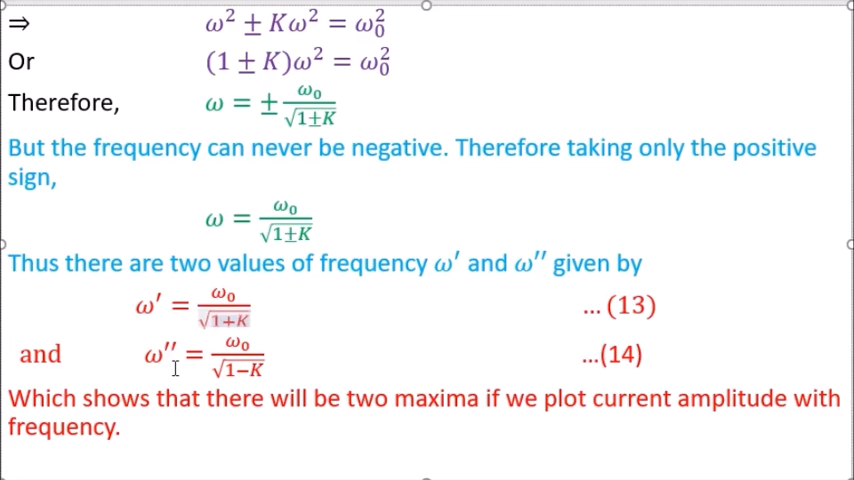 ⇒ ω² ± Kω² = ω₀²
Or (1 ± K)ω² = ω₀²
Therefore, ω = ± ω₀/√(1±K)
But the frequency can never be negative. Therefore taking only the positive
sign,
ω = ω₀/√(1±K)
Thus there are two values of frequency ω′ and ω′′ given by
ω′ = ω₀/√(1+K) ... (13)
and ω′′ = ω₀/√(1−K) ...(14)
Which shows that there will be two maxima if we plot current amplitude with
frequency.